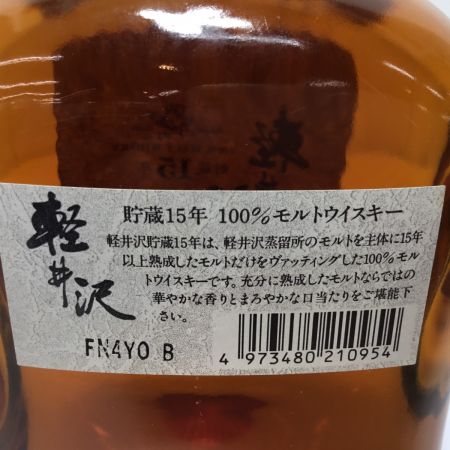 軽井沢
貯蔵15年 100%モルトウイスキー
軽井沢貯蔵15年は、軽井沢蒸留所のモルトを主体に15年
以上熟成したモルトだけをヴァッティングした100%モル
トウイスキーです。充分に熟成したモルトならではの
華やかな香りとまろやかな口当たりをご堪能下
さい。
FN4YO B
4 973480 210954